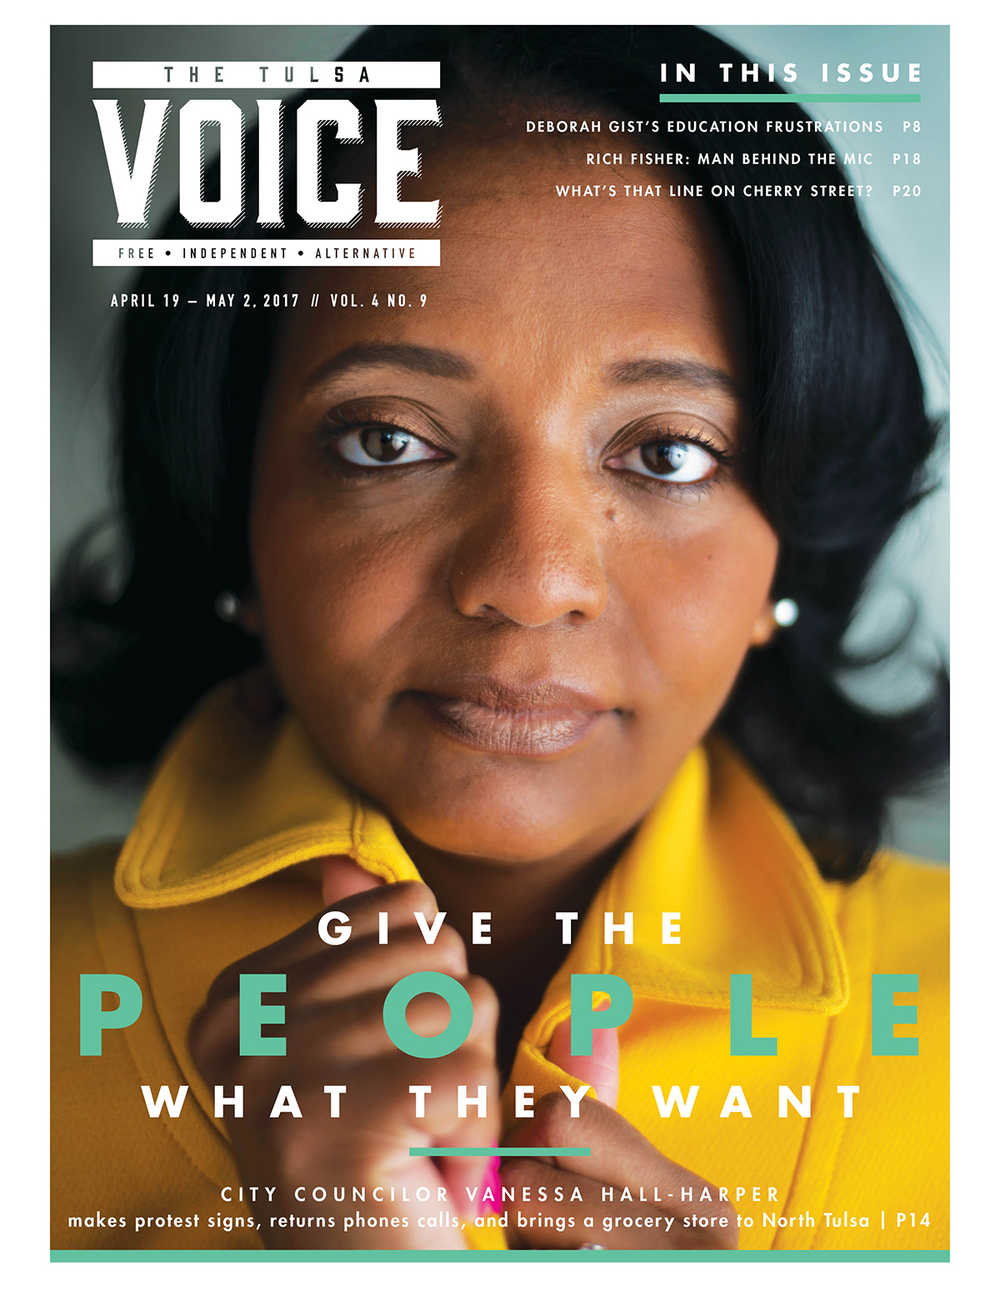 THE TULSA
VOICE
FREE • INDEPENDENT • ALTERNATIVE
APRIL 19 – MAY 2, 2017 // VOL. 4 NO. 9
IN THIS ISSUE
DEBORAH GIST'S EDUCATION FRUSTRATIONS P8
RICH FISHER: MAN BEHIND THE MIC P18
WHAT'S THAT LINE ON CHERRY STREET? P20
GIVE THE
PEOPLE
WHAT THEY WANT
CITY COUNCILOR VANESSA HALL-HARPER
makes protest signs, returns phones calls, and brings a grocery store to North Tulsa | P14